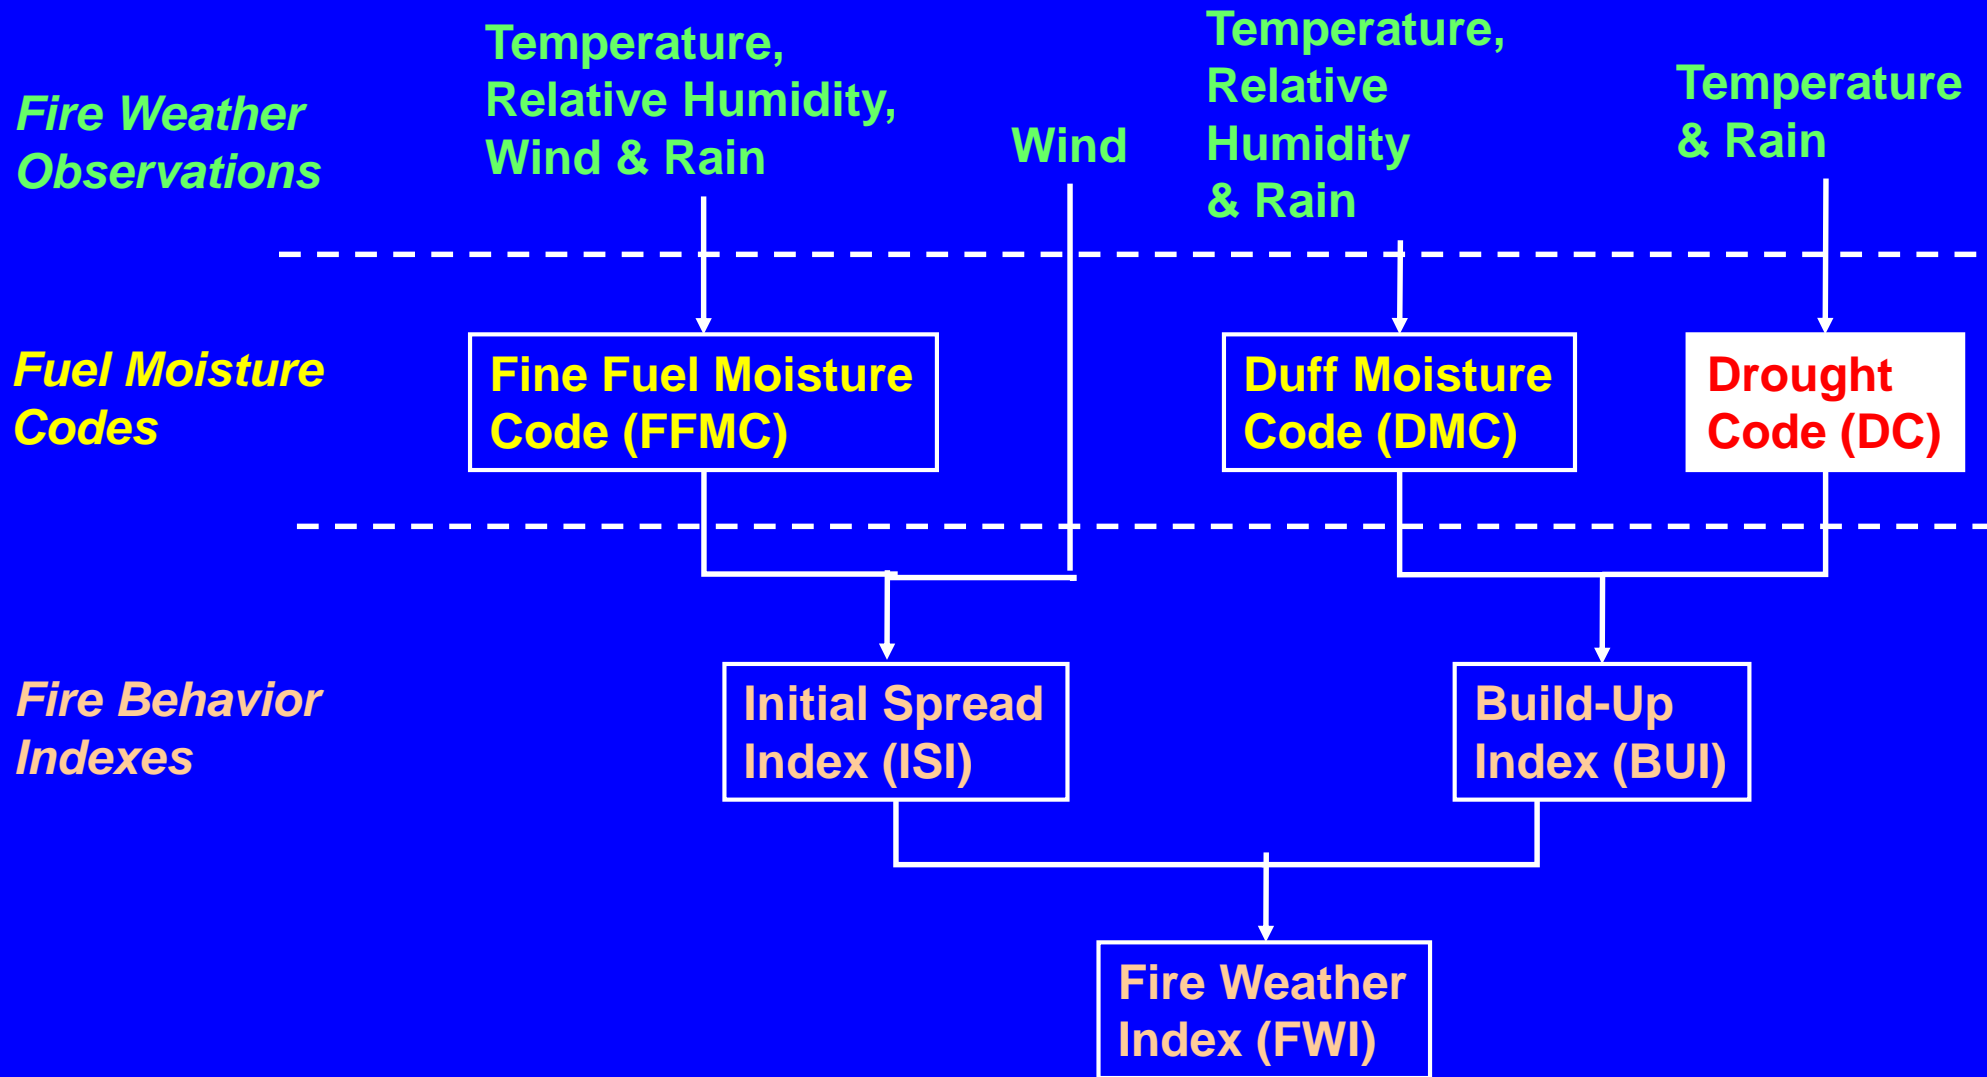 Fire Weather
Observations
Temperature,
Relative Humidity,
Wind & Rain
Wind
Temperature,
Relative
Humidity
& Rain
Temperature
& Rain
Fuel Moisture
Codes
Fine Fuel Moisture
Code (FFMC)
Duff Moisture
Code (DMC)
Drought
Code (DC)
Fire Behavior
Indexes
Initial Spread
Index (ISI)
Build-Up
Index (BUI)
Fire Weather
Index (FWI)